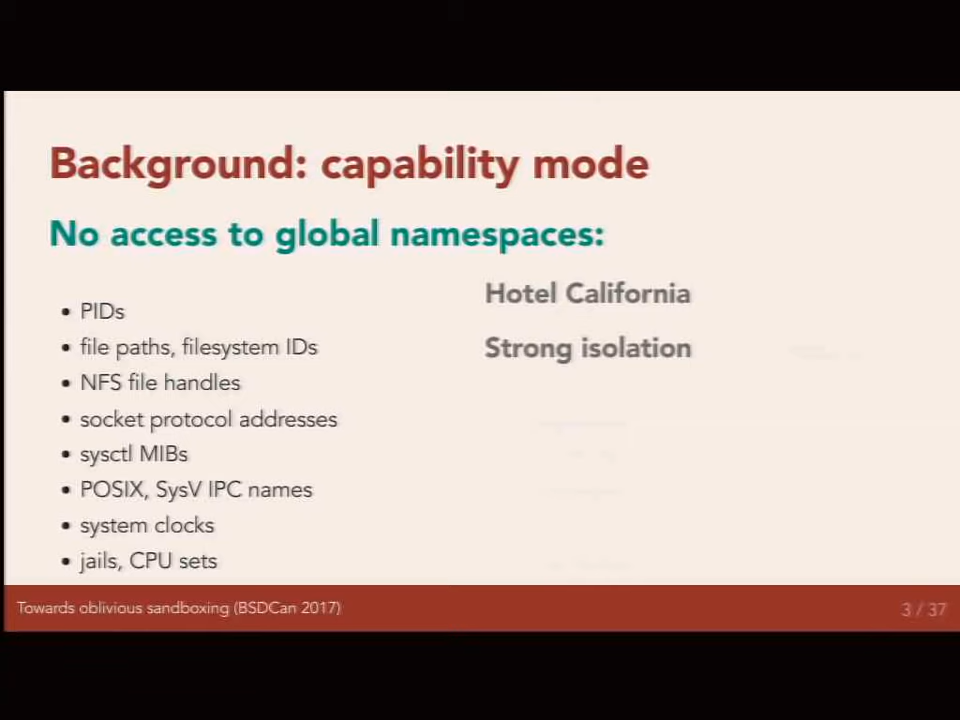 Background: capability mode
No access to global namespaces:
• PIDs
• file paths, filesystem IDs
• NFS file handles
• socket protocol addresses
• sysctl MIBs
• POSIX, SysV IPC names
• system clocks
• jails, CPU sets
Hotel California
Strong isolation
Towards oblivious sandboxing (BSDCan 2017)
3 / 37